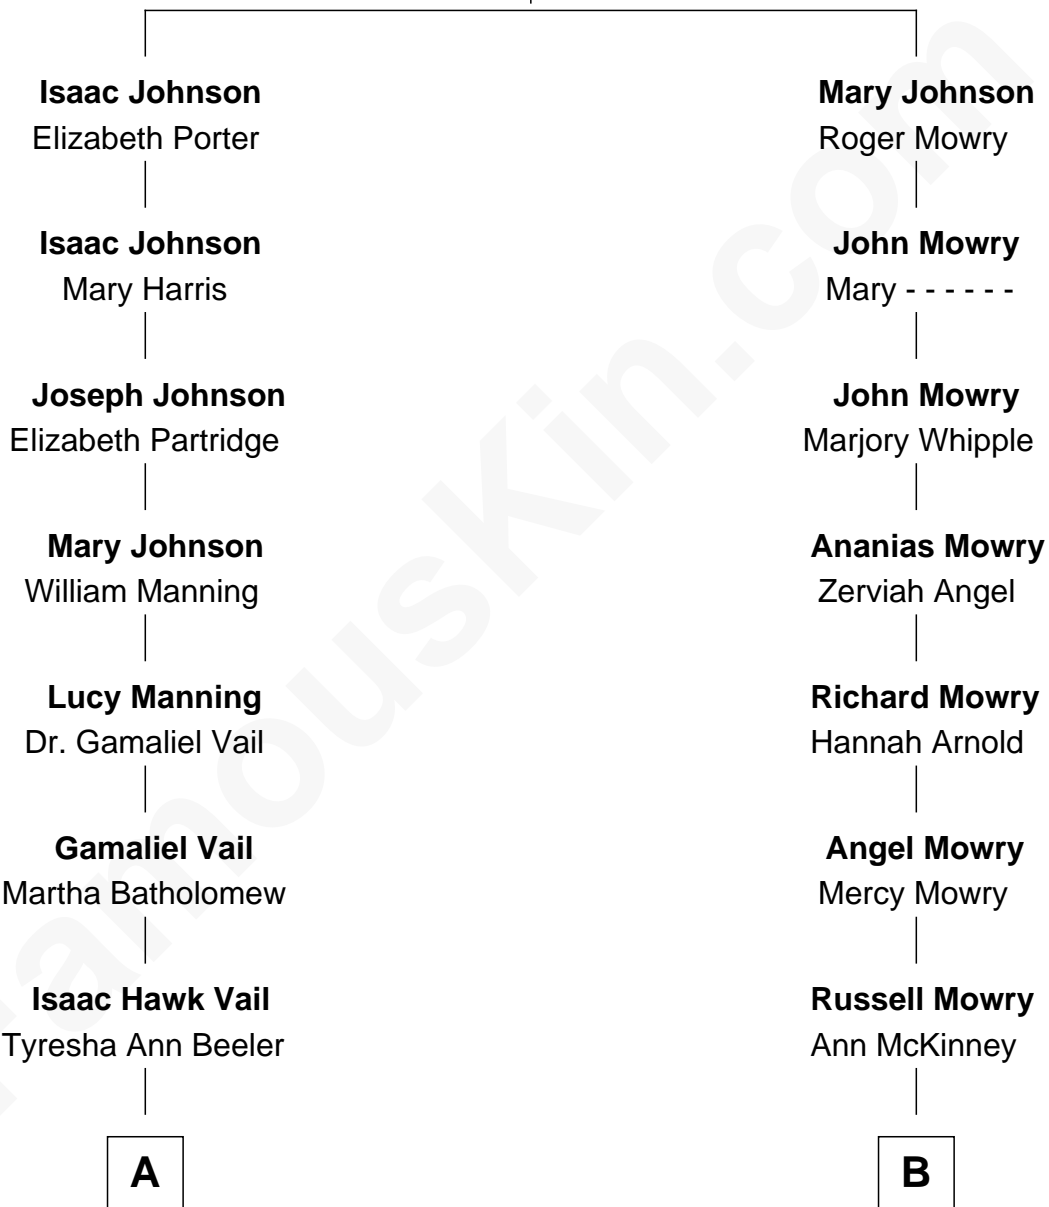 Isaac Johnson
Elizabeth Porter
Isaac Johnson
Mary Harris
Joseph Johnson
Elizabeth Partridge
Mary Johnson
William Manning
Lucy Manning
Dr. Gamaliel Vail
Gamaliel Vail
Martha Batholomew
Isaac Hawk Vail
Tyresha Ann Beeler
A
Mary Johnson
Roger Mowry
John Mowry
Mary - - - - - -
John Mowry
Marjory Whipple
Ananias Mowry
Zerviah Angel
Richard Mowry
Hannah Arnold
Angel Mowry
Mercy Mowry
Russell Mowry
Ann McKinney
B
FamousKin.com